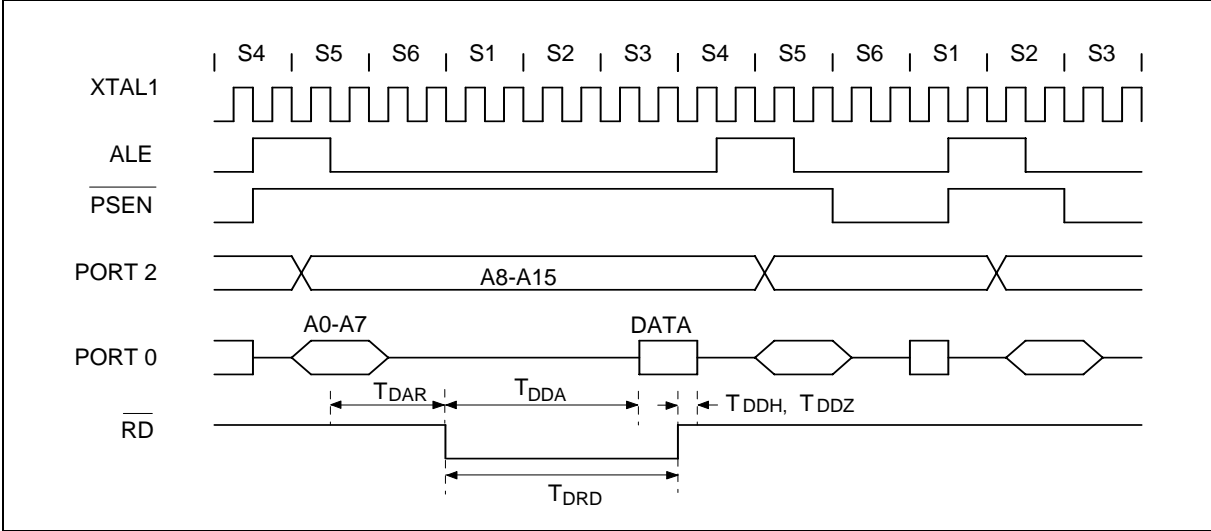 S4 S5 S6 S1 S2 S3 S4 S5 S6 S1 S2 S3
XTAL1
ALE
PSEN
PORT 2 A8-A15
A0-A7 DATA
PORT 0
TDAR TDDA TDDH, TDDZ
RD
TDRD